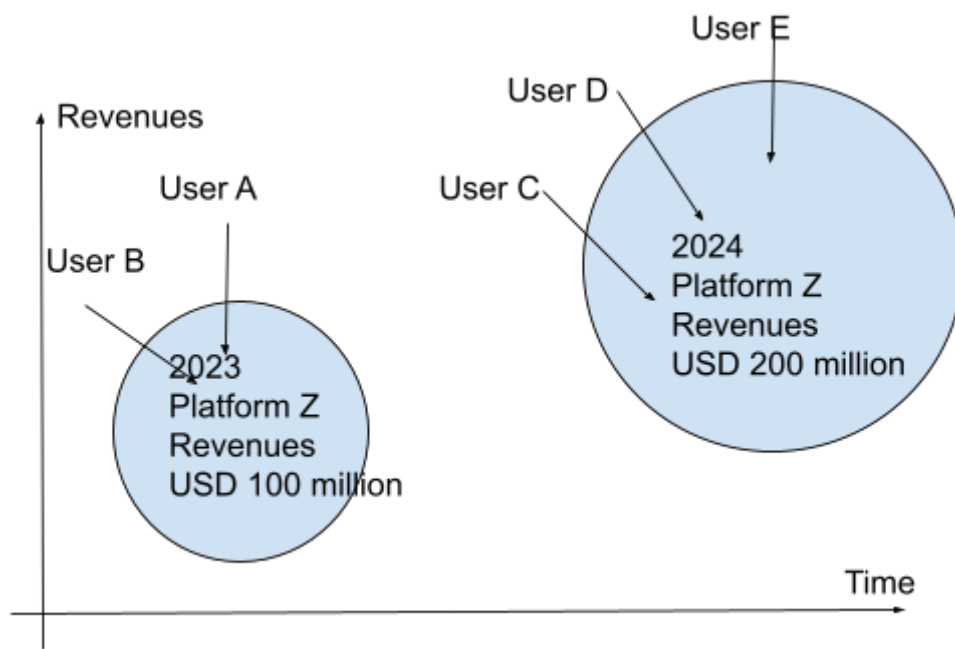 User E
User D
Revenues
User A
User C
User B
2024
Platform Z
Revenues
USD 200 million
2023
Platform Z
Revenues
USD 100 million
Time